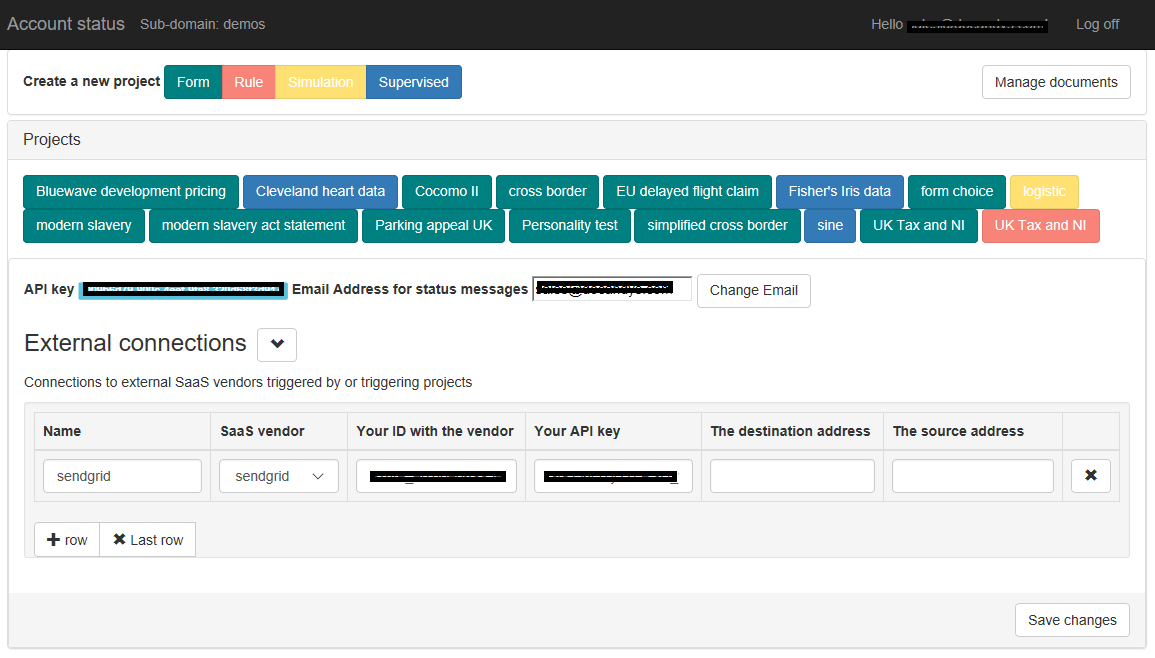 Account status Sub-domain: demos Hello Log off
Create a new project Form Rule Simulation Supervised Manage documents
Projects
Bluewave development pricing Cleveland heart data Cocomo II cross border EU delayed flight claim Fisher's Iris data form choice logistic
modern slavery modern slavery act statement Parking appeal UK Personality test simplified cross border sine UK Tax and NI UK Tax and NI
API key Email Address for status messages Change Email
External connections
Connections to external SaaS vendors triggered by or triggering projects
Name SaaS vendor Your ID with the vendor Your API key The destination address The source address
sendgrid sendgrid
row Last row
Save changes